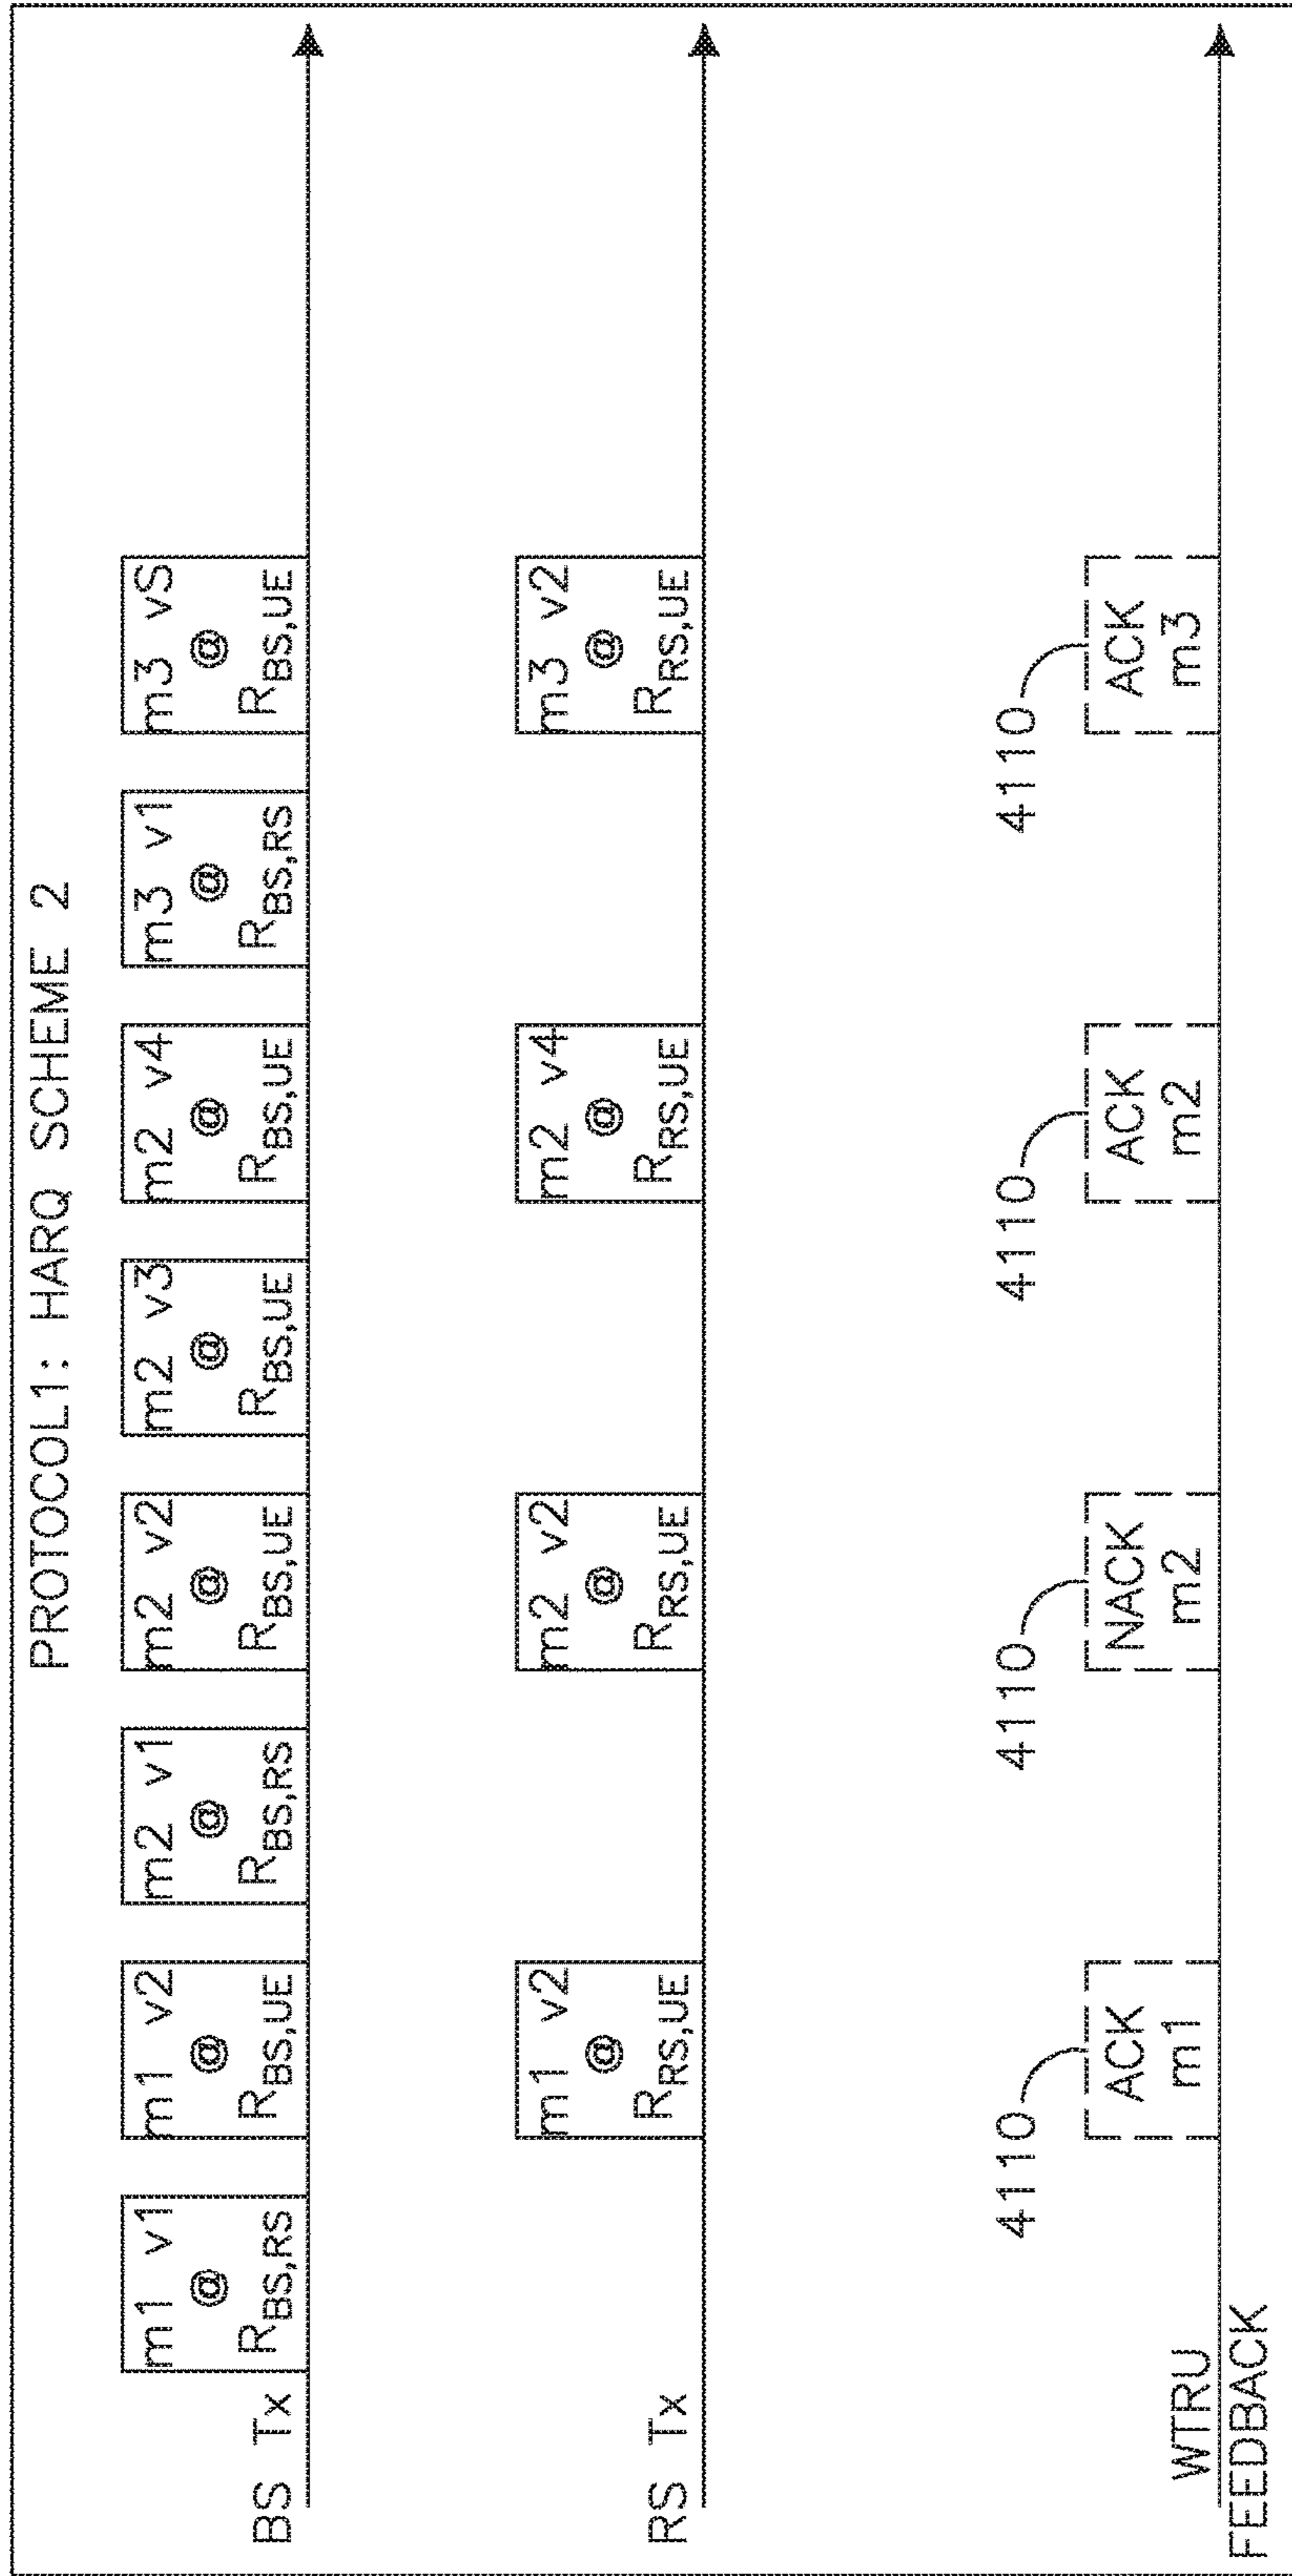 PROTOCOL1: HARQ SCHEME 2
BS Tx
m1 v1
@
RBS,RS
m1 v2
@
RBS,UE
m2 v1
@
RBS,RS
m2 v2
@
RBS,UE
m2 v3
@
RBS,UE
m2 v4
@
RBS,UE
m3 v1
@
RBS,RS
m3 vS
@
RBS,UE
RS Tx
m1 v2
@
RRS,UE
m2 v2
@
RRS,UE
m2 v4
@
RRS,UE
m3 v2
@
RRS,UE
WTRU
FEEDBACK
4110
ACK
m1
4110
NACK
m2
4110
ACK
m2
4110
ACK
m3